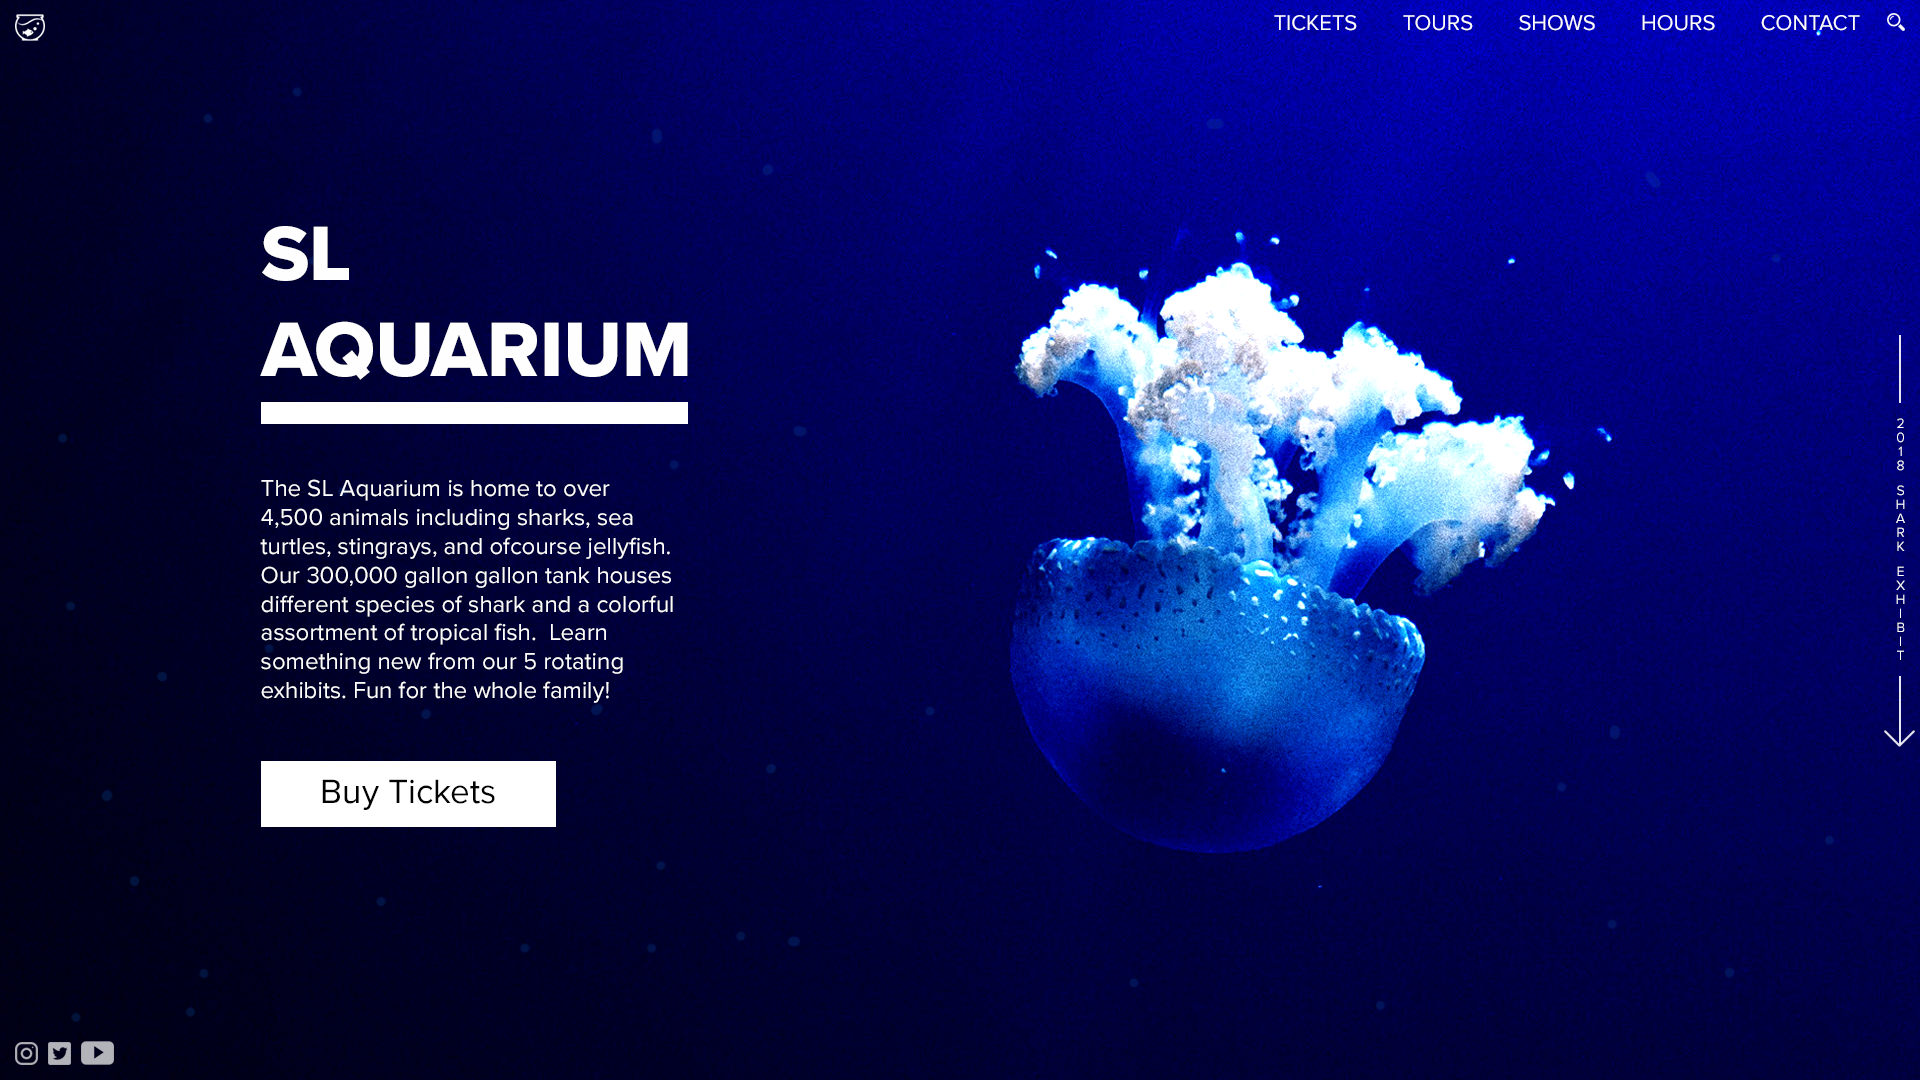 TICKETS TOURS SHOWS HOURS CONTACT
SL
AQUARIUM
The SL Aquarium is home to over
4,500 animals including sharks, sea
turtles, stingrays, and ofcourse jellyfish.
Our 300,000 gallon gallon tank houses
different species of shark and a colorful
assortment of tropical fish.  Learn
something new from our 5 rotating
exhibits. Fun for the whole family!
Buy Tickets
2018 SHARK EXHIBIT